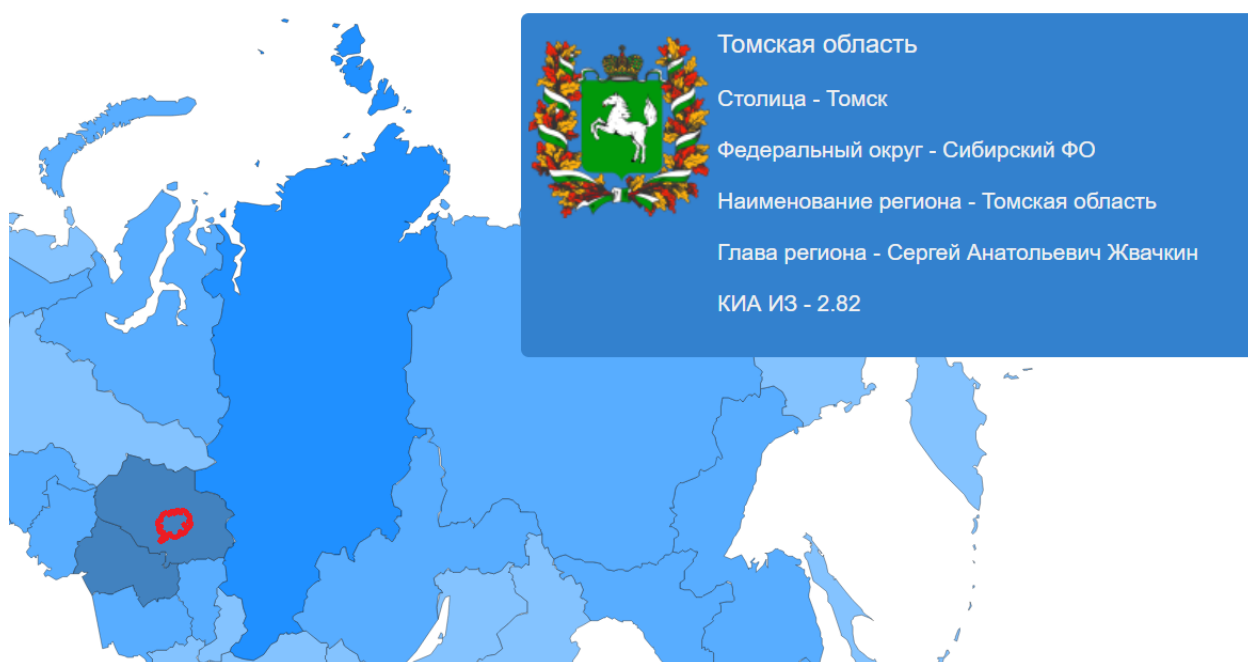 Томская область
Столица - Томск
Федеральный округ - Сибирский ФО
Наименование региона - Томская область
Глава региона - Сергей Анатольевич Жвачкин
КИА ИЗ - 2.82